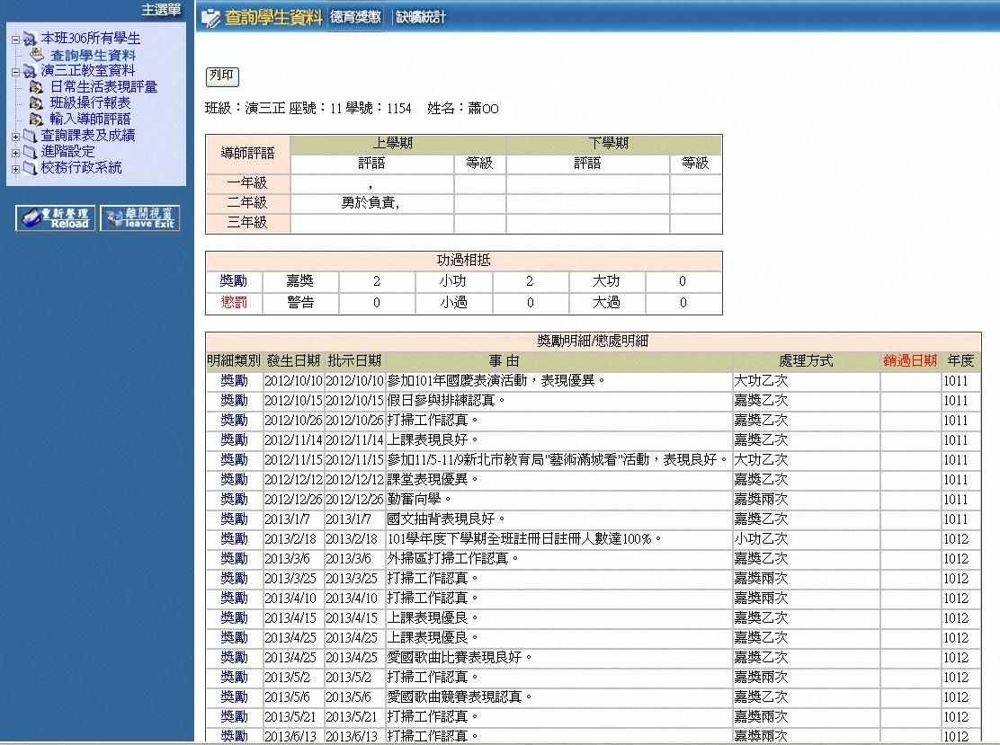 主選單
本班306所有學生
查詢學生資料
演三正教室資料
日常生活表現評量
班級操行報表
輸入導師評語
查詢課表及成績
進階設定
校務行政系統
重新整理 Reload
離開視窗 leave Exit
查詢學生資料 德育獎懲 |缺曠統計
列印
班級：演三正 座號：11 學號：1154 姓名：蕭OO
導師評語 上學期 下學期
評語 等級 評語 等級
一年級 ,
二年級 勇於負責,
三年級
功過相抵
獎勵 嘉獎 2 小功 2 大功 0
懲罰 警告 0 小過 0 大過 0
獎勵明細/懲處明細
明細類別 發生日期 批示日期 事 由 處理方式 銷過日期 年度
獎勵 2012/10/10 2012/10/10 參加101年國慶表演活動，表現優異。 大功乙次 1011
獎勵 2012/10/15 2012/10/15 假日參與排練認真。 嘉獎乙次 1011
獎勵 2012/10/26 2012/10/26 打掃工作認真。 嘉獎乙次 1011
獎勵 2012/11/14 2012/11/14 上課表現良好。 嘉獎乙次 1011
獎勵 2012/11/15 2012/11/15 參加11/5-11/9新北市教育局"藝術滿城看"活動，表現良好。 大功乙次 1011
獎勵 2012/12/12 2012/12/12 課堂表現優異。 嘉獎乙次 1011
獎勵 2012/12/26 2012/12/26 勤奮向學。 嘉獎兩次 1011
獎勵 2013/1/7 2013/1/7 國文抽背表現良好。 嘉獎乙次 1011
獎勵 2013/2/18 2013/2/18 101學年度下學期全班註冊日註冊人數達100%。 小功乙次 1012
獎勵 2013/3/6 2013/3/6 外掃區打掃工作認真。 嘉獎乙次 1012
獎勵 2013/3/25 2013/3/25 打掃工作認真。 嘉獎兩次 1012
獎勵 2013/4/10 2013/4/10 打掃工作認真。 嘉獎兩次 1012
獎勵 2013/4/15 2013/4/15 上課表現優良。 嘉獎乙次 1012
獎勵 2013/4/25 2013/4/25 上課表現優良。 嘉獎乙次 1012
獎勵 2013/4/25 2013/4/25 愛國歌曲比賽表現良好。 嘉獎乙次 1012
獎勵 2013/5/2 2013/5/2 打掃工作認真。 嘉獎兩次 1012
獎勵 2013/5/6 2013/5/6 愛國歌曲競賽表現認真。 嘉獎乙次 1012
獎勵 2013/5/21 2013/5/21 打掃工作認真。 嘉獎兩次 1012
獎勵 2013/6/13 2013/6/13 打掃工作認真。 嘉獎兩次 1012